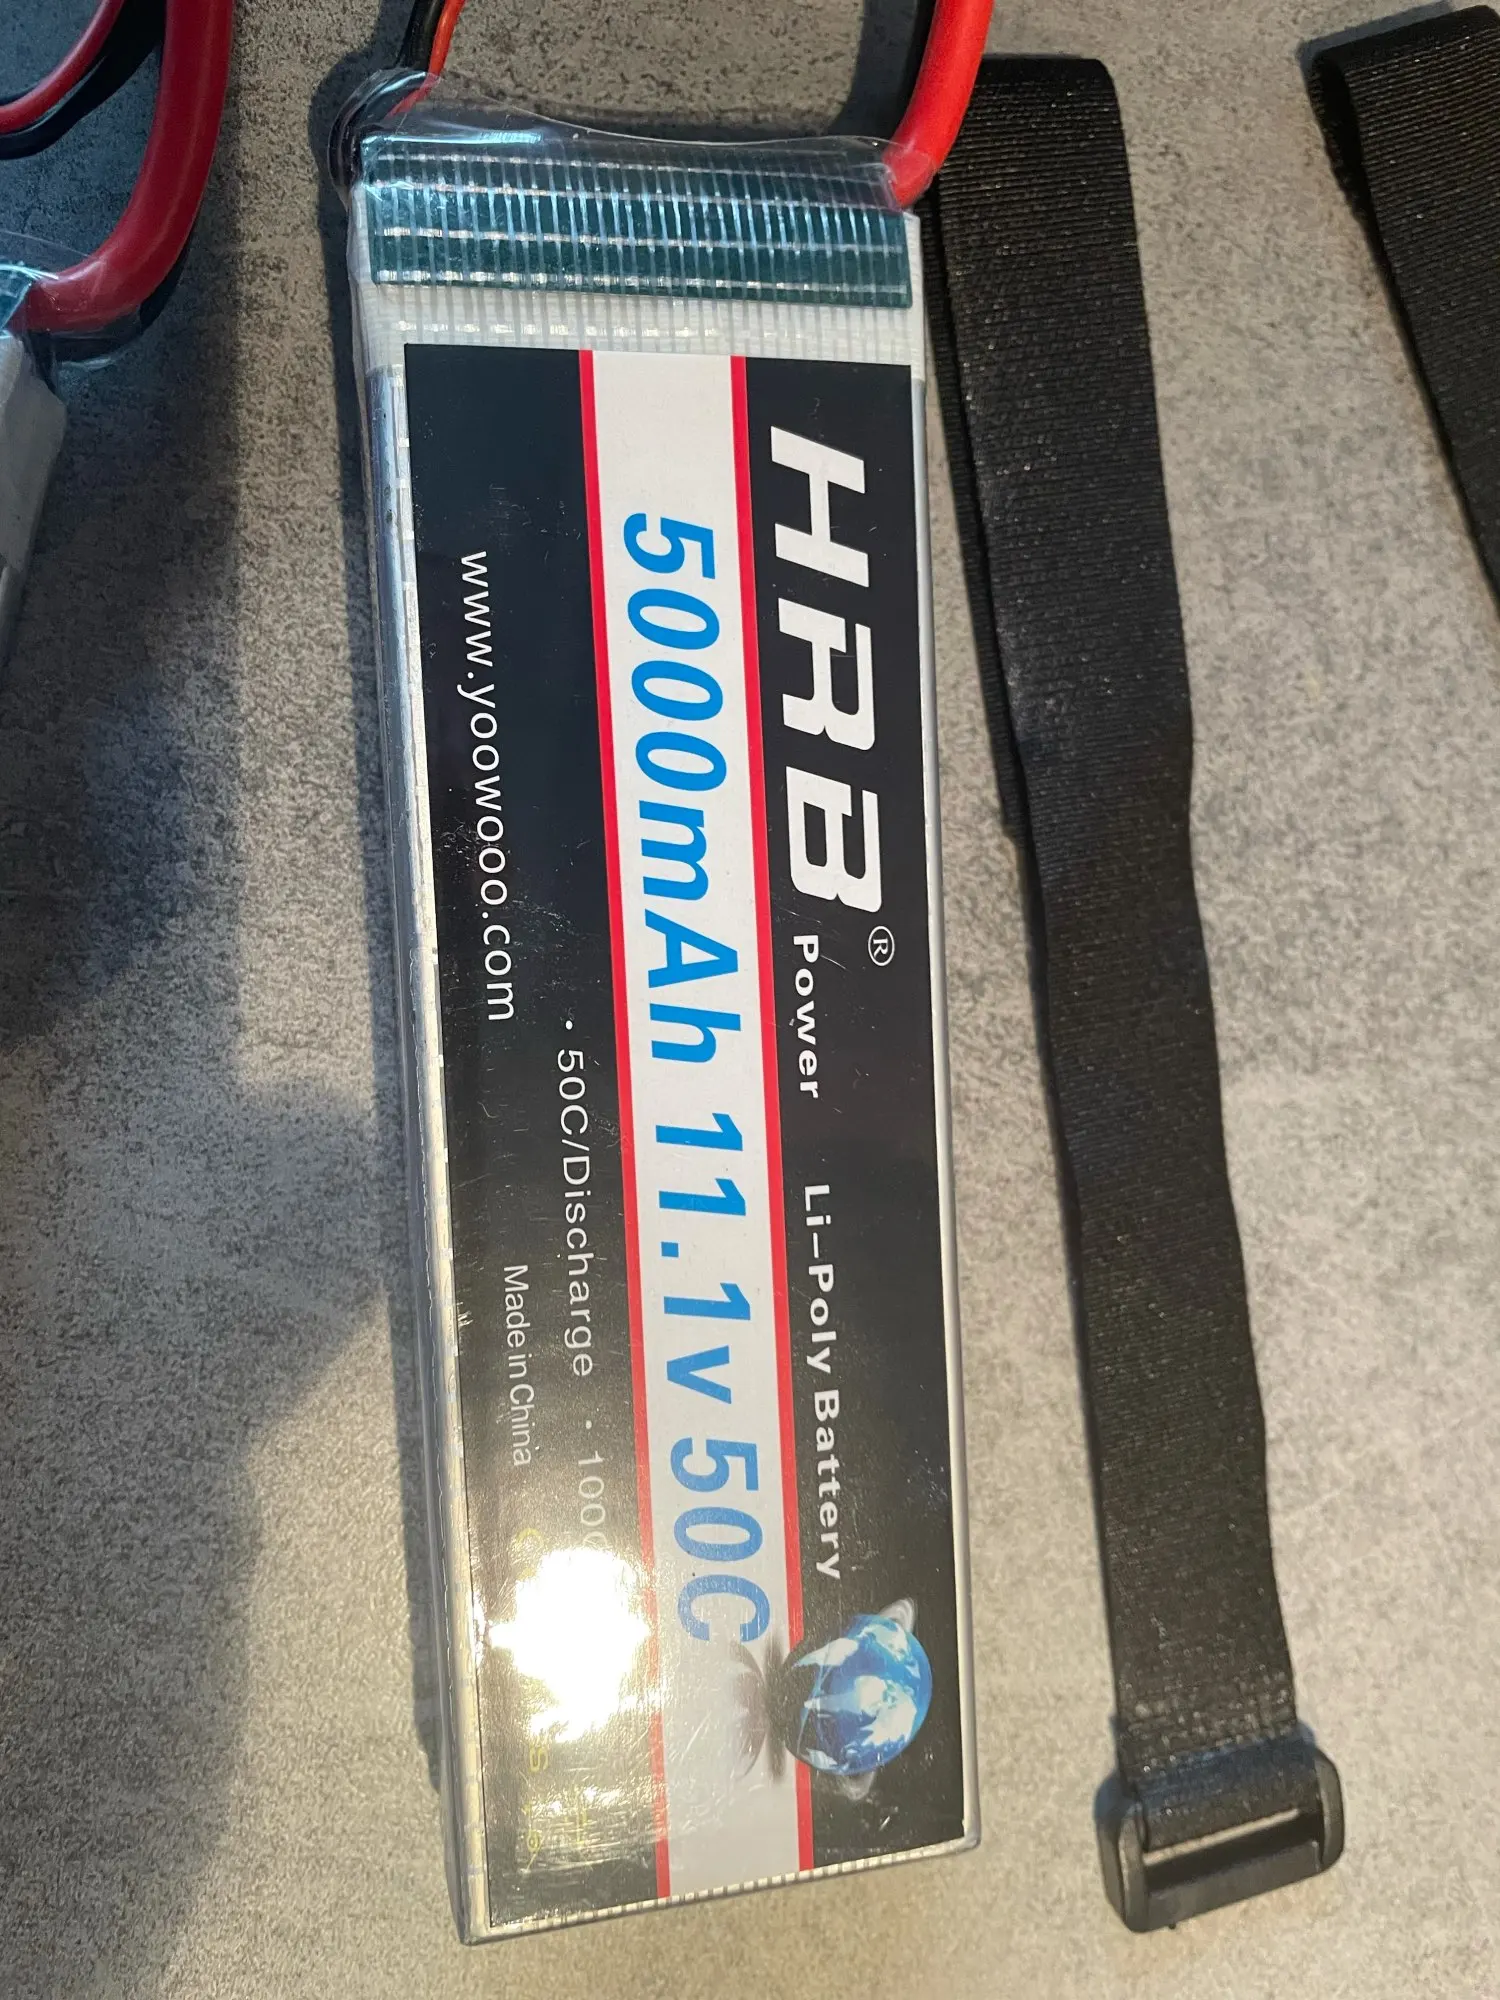 HRB® Power Li-Poly Battery
5000mAh 11.1v 50C
• 50C/Discharge •
www.yoowooo.com
Made in China